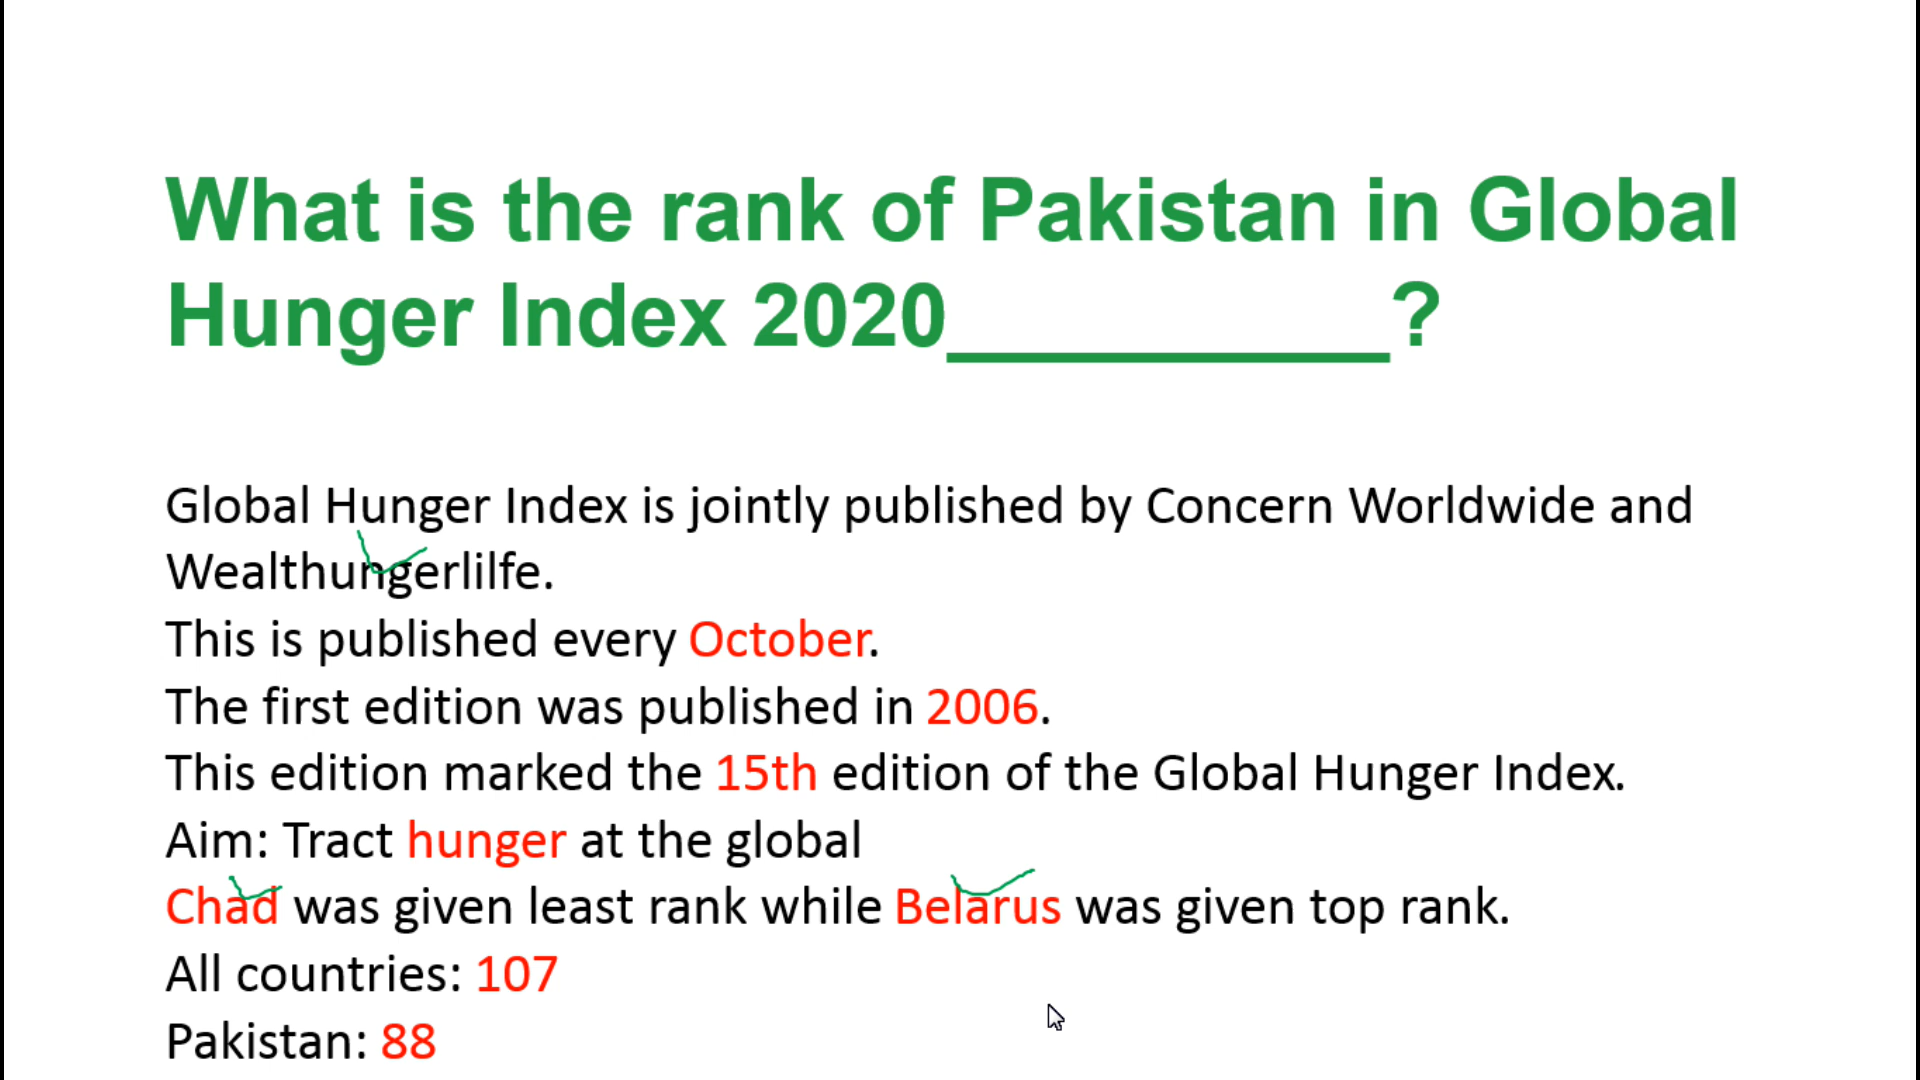 What is the rank of Pakistan in Global
Hunger Index 2020__________?
Global Hunger Index is jointly published by Concern Worldwide and
Wealthungerlilfe.
This is published every October.
The first edition was published in 2006.
This edition marked the 15th edition of the Global Hunger Index.
Aim: Tract hunger at the global
Chad was given least rank while Belarus was given top rank.
All countries: 107
Pakistan: 88